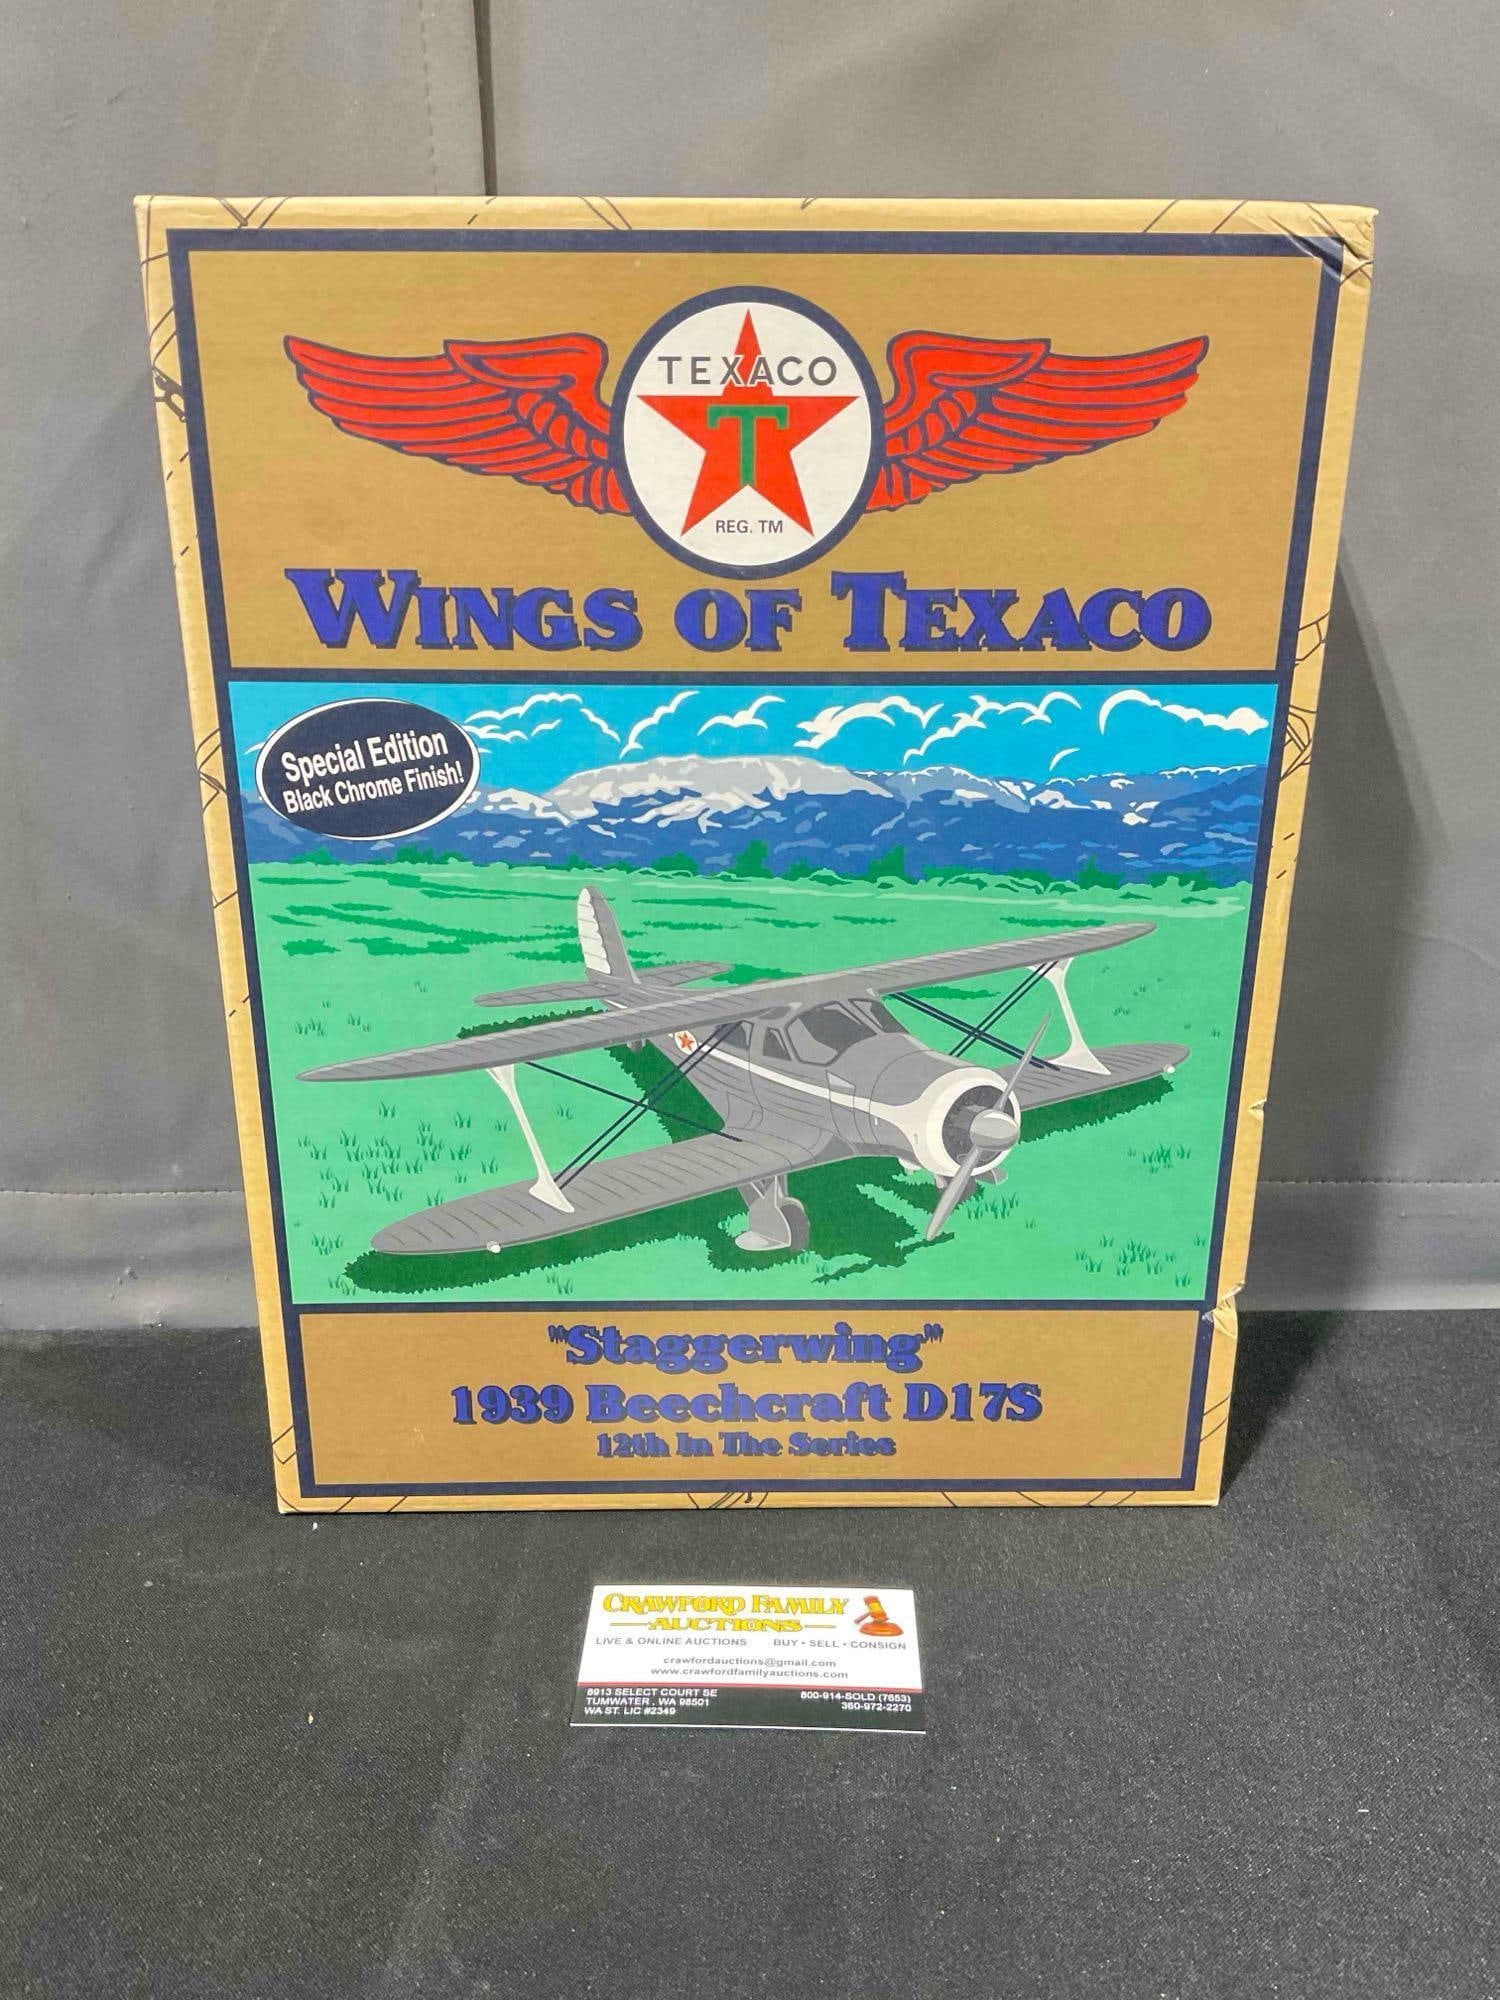 TEXACO
T
REG. TM
WINGS OF TEXACO
Special Edition
Black Chrome Finish!
"Staggerwing"
1939 Beechcraft D17S
12th In The Series
CRAWFORD FAMILY
AUCTIONS
LIVE & ONLINE AUCTIONS BUY • SELL • CONSIGN
crawfordauctions@gmail.com
www.crawfordfamilyauctions.com
8913 SELECT COURT SE 800-914-SOLD (7653)
TUMWATER , WA 98501 360-972-2270
WA ST. LIC #2349